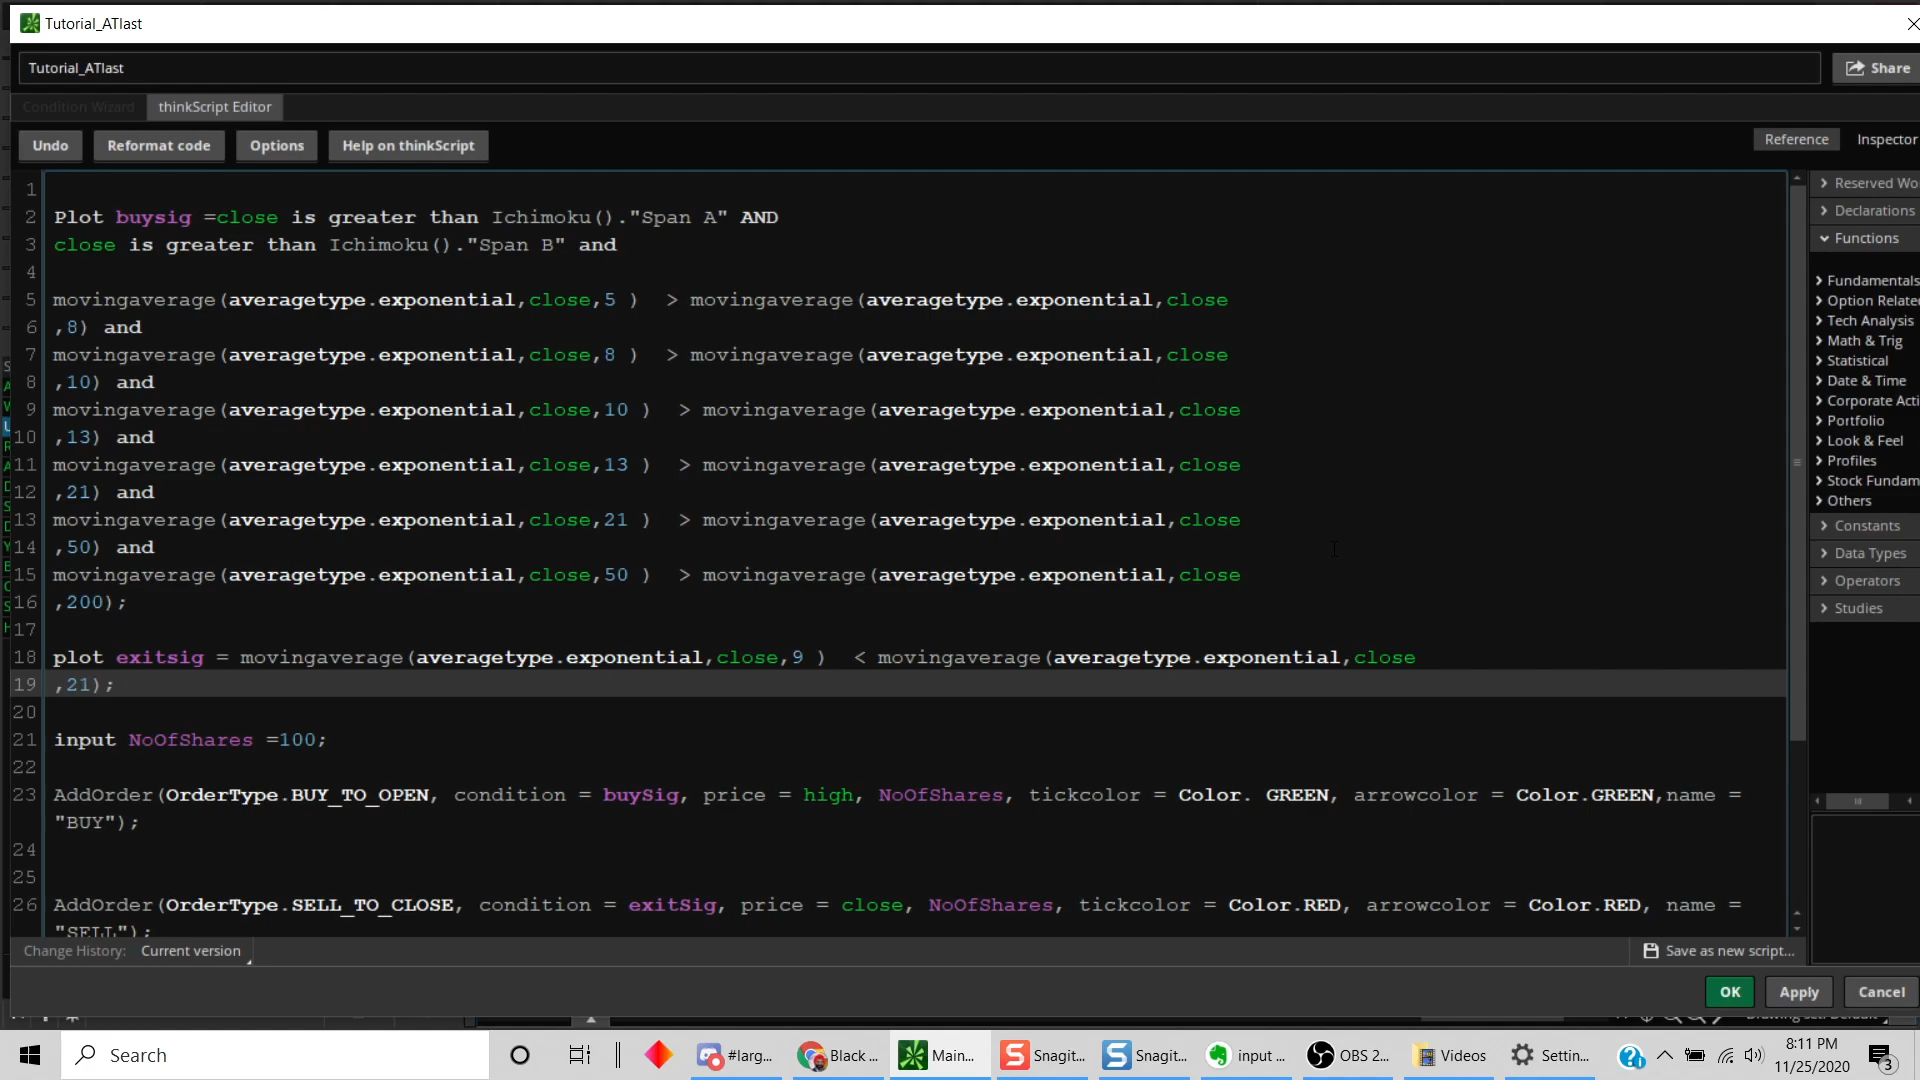 Tutorial_ATlast
Tutorial_ATlast
Share
Condition Wizard thinkScript Editor
Undo Reformat code Options Help on thinkScript
Reference Inspector
1
2 Plot buysig =close is greater than Ichimoku()."Span A" AND
3 close is greater than Ichimoku()."Span B" and
4
5 movingaverage(averagetype.exponential,close,5 ) > movingaverage(averagetype.exponential,close
6 ,8) and
7 movingaverage(averagetype.exponential,close,8 ) > movingaverage(averagetype.exponential,close
8 ,10) and
9 movingaverage(averagetype.exponential,close,10 ) > movingaverage(averagetype.exponential,close
10 ,13) and
11 movingaverage(averagetype.exponential,close,13 ) > movingaverage(averagetype.exponential,close
12 ,21) and
13 movingaverage(averagetype.exponential,close,21 ) > movingaverage(averagetype.exponential,close
14 ,50) and
15 movingaverage(averagetype.exponential,close,50 ) > movingaverage(averagetype.exponential,close
16 ,200);
17
18 plot exitsig = movingaverage(averagetype.exponential,close,9 ) < movingaverage(averagetype.exponential,close
19 ,21);
20
21 input NoOfShares =100;
22
23 AddOrder(OrderType.BUY_TO_OPEN, condition = buySig, price = high, NoOfShares, tickcolor = Color. GREEN, arrowcolor = Color.GREEN,name =
"BUY");
24
25
26 AddOrder(OrderType.SELL_TO_CLOSE, condition = exitSig, price = close, NoOfShares, tickcolor = Color.RED, arrowcolor = Color.RED, name =
"SELL");
Reserved Wo
Declarations
Functions
Fundamentals
Option Relate
Tech Analysis
Math & Trig
Statistical
Date & Time
Corporate Acti
Portfolio
Look & Feel
Profiles
Stock Fundam
Others
Constants
Data Types
Operators
Studies
Change History: Current version
Save as new script...
OK Apply Cancel
Search
#larg... Black ... Main... Snagit... Snagit... input ... OBS 2... Videos Settin...
8:11 PM
11/25/2020
3